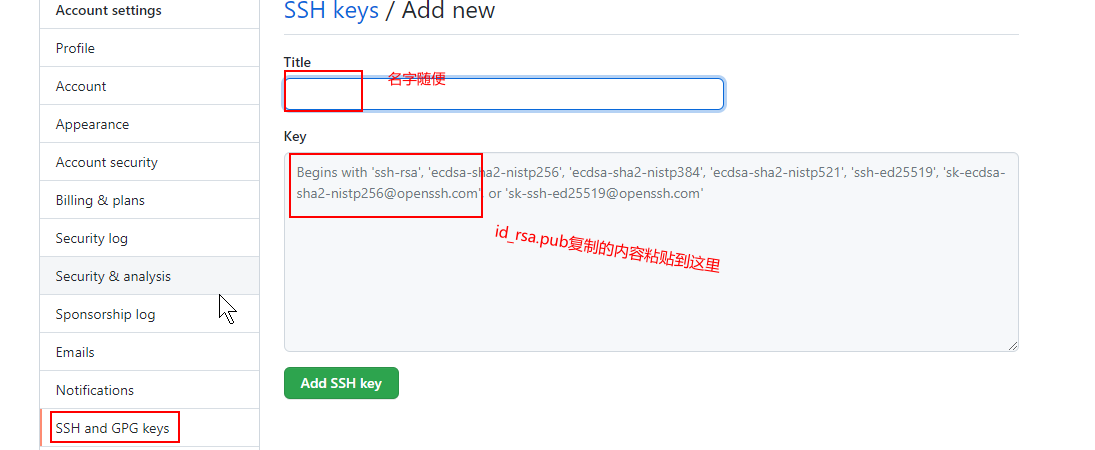 Account settings
Profile
Account
Appearance
Account security
Billing & plans
Security log
Security & analysis
Sponsorship log
Emails
Notifications
SSH and GPG keys
SSH keys / Add new
Title
名字随便
Key
Begins with 'ssh-rsa', 'ecdsa-sha2-nistp256', 'ecdsa-sha2-nistp384', 'ecdsa-sha2-nistp521', 'ssh-ed25519', 'sk-ecdsa-
sha2-nistp256@openssh.com', or 'sk-ssh-ed25519@openssh.com'
id_rsa.pub复制的内容粘贴到这里
Add SSH key